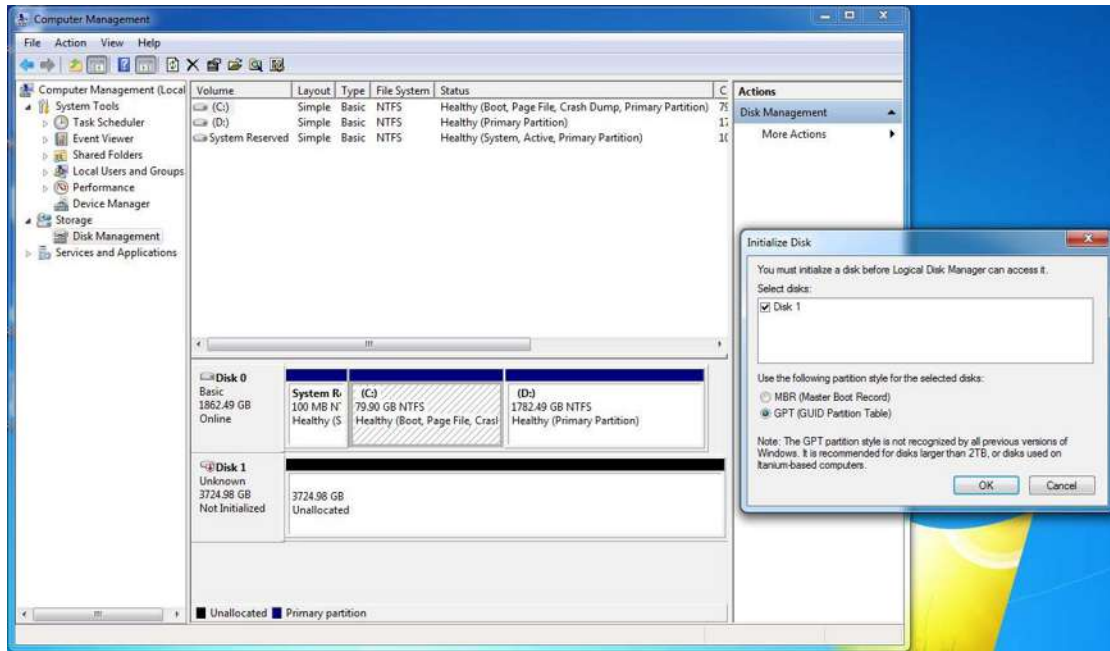 Computer Management
File Action View Help
Computer Management (Local
System Tools
Task Scheduler
Event Viewer
Shared Folders
Local Users and Groups
Performance
Device Manager
Storage
Disk Management
Services and Applications
Volume Layout Type File System Status C
(C:) Simple Basic NTFS Healthy (Boot, Page File, Crash Dump, Primary Partition) 79
(D:) Simple Basic NTFS Healthy (Primary Partition) 17
System Reserved Simple Basic NTFS Healthy (System, Active, Primary Partition) 10
Actions
Disk Management
More Actions
Disk 0
Basic
1862.49 GB
Online
System R
100 MB N
Healthy (S
(C:)
79.90 GB NTFS
Healthy (Boot, Page File, Crasl
(D:)
1782.49 GB NTFS
Healthy (Primary Partition)
Disk 1
Unknown
3724.98 GB
Not Initialized
3724.98 GB
Unallocated
Unallocated Primary partition
Initialize Disk
You must initialize a disk before Logical Disk Manager can access it.
Select disks:
Disk 1
Use the following partition style for the selected disks:
MBR (Master Boot Record)
GPT (GUID Partition Table)
Note: The GPT partition style is not recognized by all previous versions of
Windows. It is recommended for disks larger than 2TB, or disks used on
Itanium-based computers.
OK Cancel